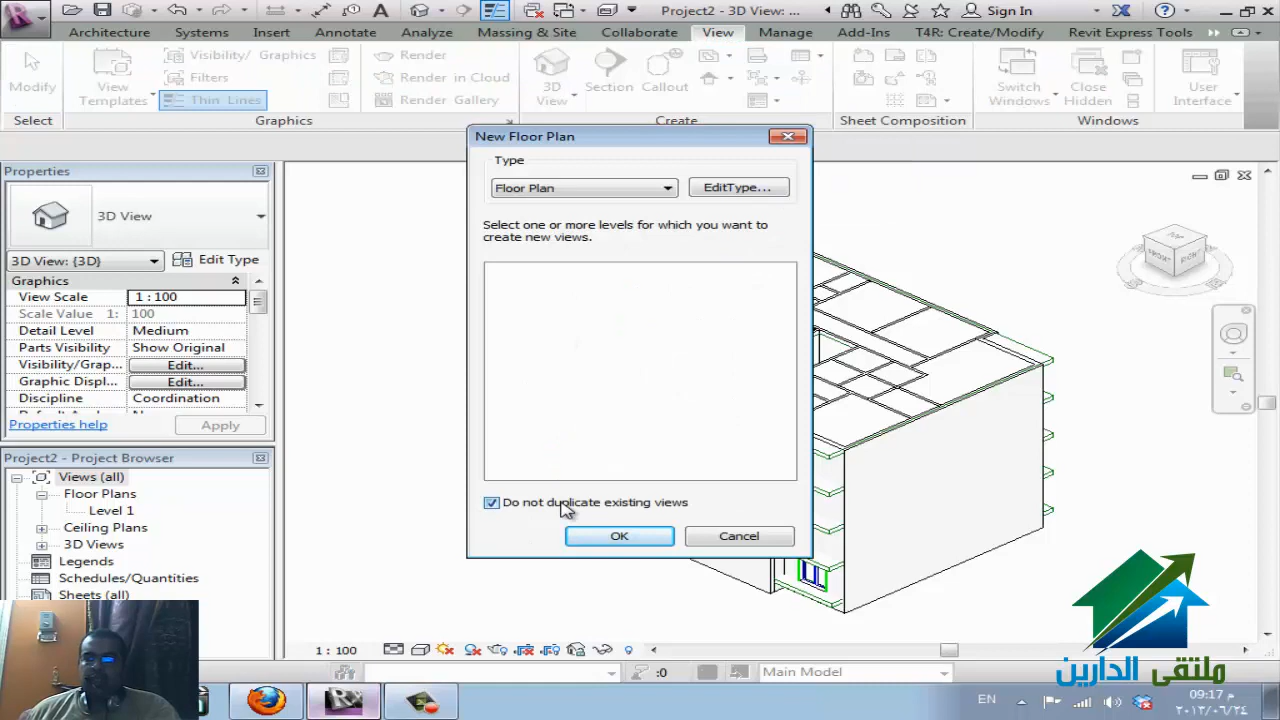 Project2 - 3D View: ...
Sign In
Architecture
Systems
Insert
Annotate
Analyze
Massing & Site
Collaborate
View
Manage
Add-Ins
T4R: Create/Modify
Revit Express Tools
Modify
View
Templates
Visibility/ Graphics
Filters
Thin Lines
Render
Render in Cloud
Render Gallery
3D
View
Section
Callout
Switch
Windows
Close
Hidden
User
Interface
Select
Graphics
Create
Sheet Composition
Windows
Properties
3D View
3D View: {3D}
Edit Type
Graphics
View Scale
1 : 100
Scale Value 1:
100
Detail Level
Medium
Parts Visibility
Show Original
Visibility/Grap...
Edit...
Graphic Displ...
Edit...
Discipline
Coordination
Properties help
Apply
Project2 - Project Browser
Views (all)
Floor Plans
Level 1
Ceiling Plans
3D Views
Legends
Schedules/Quantities
Sheets (all)
New Floor Plan
Type
Floor Plan
EditType...
Select one or more levels for which you want to
create new views.
Do not duplicate existing views
OK
Cancel
TOP
FRONT
1 : 100
:0
Main Model
ملتقى الدارين
EN
09:17 م
٢٠١٣/٠٦/٢٤